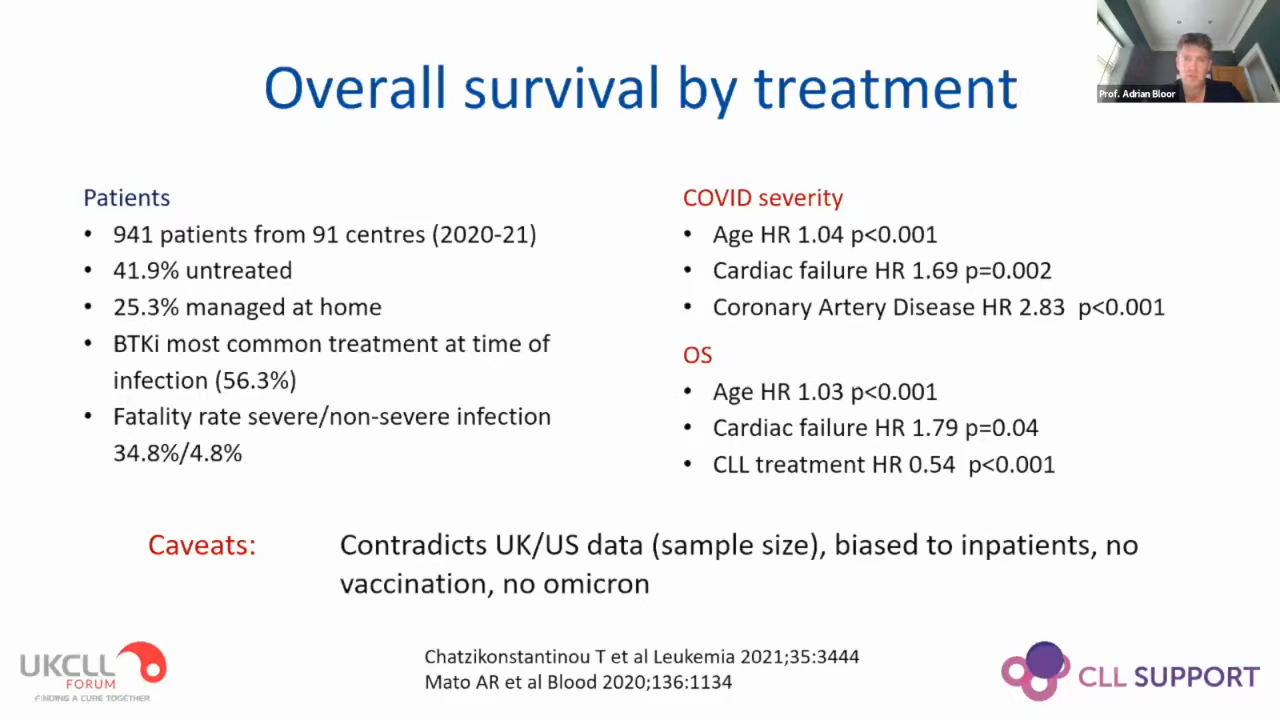 Prof. Adrian Bloor
Overall survival by treatment
Patients
• 941 patients from 91 centres (2020-21)
• 41.9% untreated
• 25.3% managed at home
• BTKi most common treatment at time of
infection (56.3%)
• Fatality rate severe/non-severe infection
34.8%/4.8%
COVID severity
• Age HR 1.04 p<0.001
• Cardiac failure HR 1.69 p=0.002
• Coronary Artery Disease HR 2.83  p<0.001
OS
• Age HR 1.03 p<0.001
• Cardiac failure HR 1.79 p=0.04
• CLL treatment HR 0.54  p<0.001
Caveats: Contradicts UK/US data (sample size), biased to inpatients, no
vaccination, no omicron
UKCLL
FORUM
FINDING A CURE TOGETHER
Chatzikonstantinou T et al Leukemia 2021;35:3444
Mato AR et al Blood 2020;136:1134
CLL SUPPORT